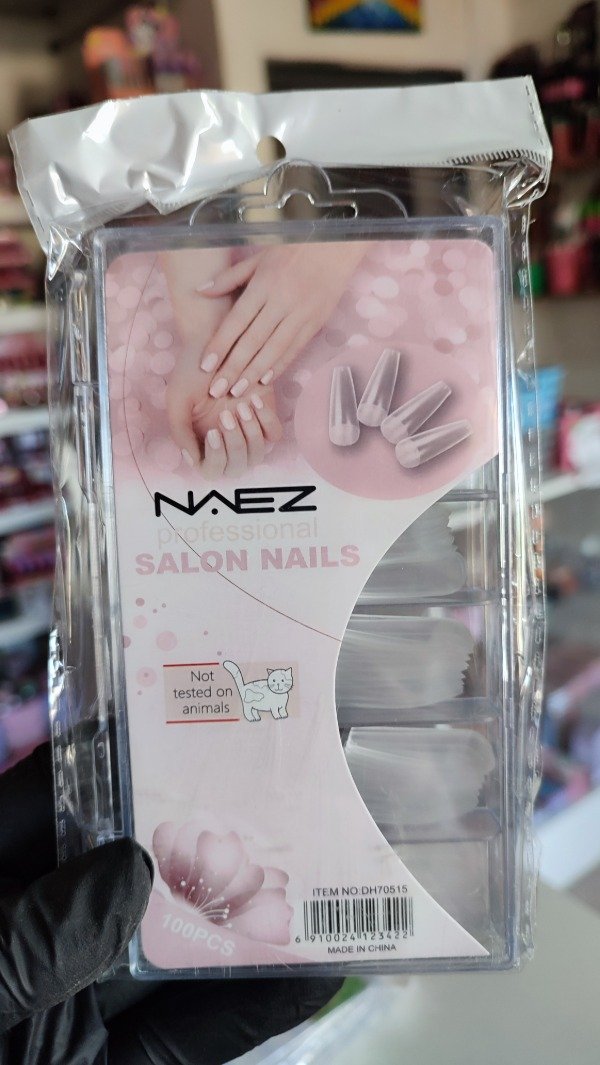 NAEZ
professional
SALON NAILS
Not
tested on
animals
ITEM NO:DH70515
6 910024 123422
MADE IN CHINA
100PCS